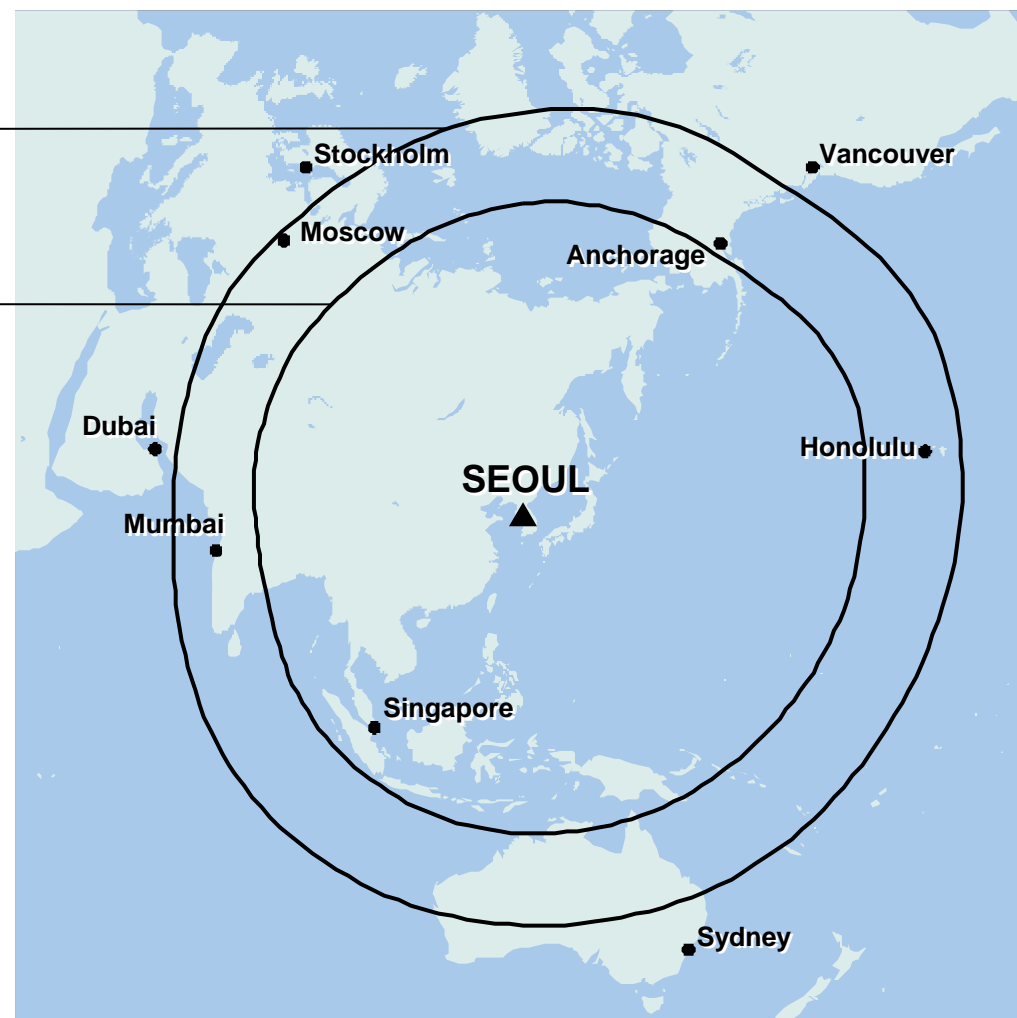 Stockholm
Vancouver
Moscow
Anchorage
Dubai
Honolulu
SEOUL
Mumbai
Singapore
Sydney